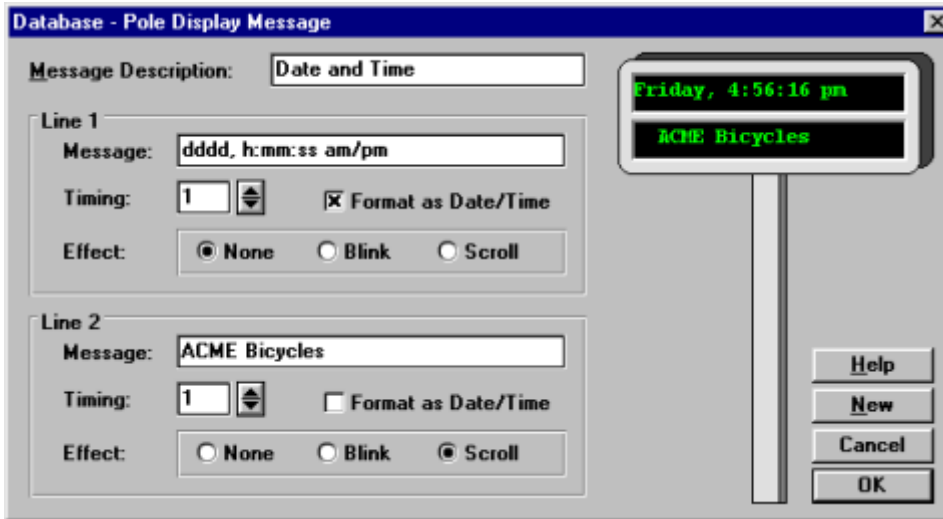 Database - Pole Display Message
Message Description: Date and Time
Friday, 4:56:16 pm
ACME Bicycles
Line 1
Message: dddd, h:mm:ss am/pm
Timing: 1 Format as Date/Time
Effect: None Blink Scroll
Line 2
Message: ACME Bicycles
Timing: 1 Format as Date/Time
Effect: None Blink Scroll
Help
New
Cancel
OK